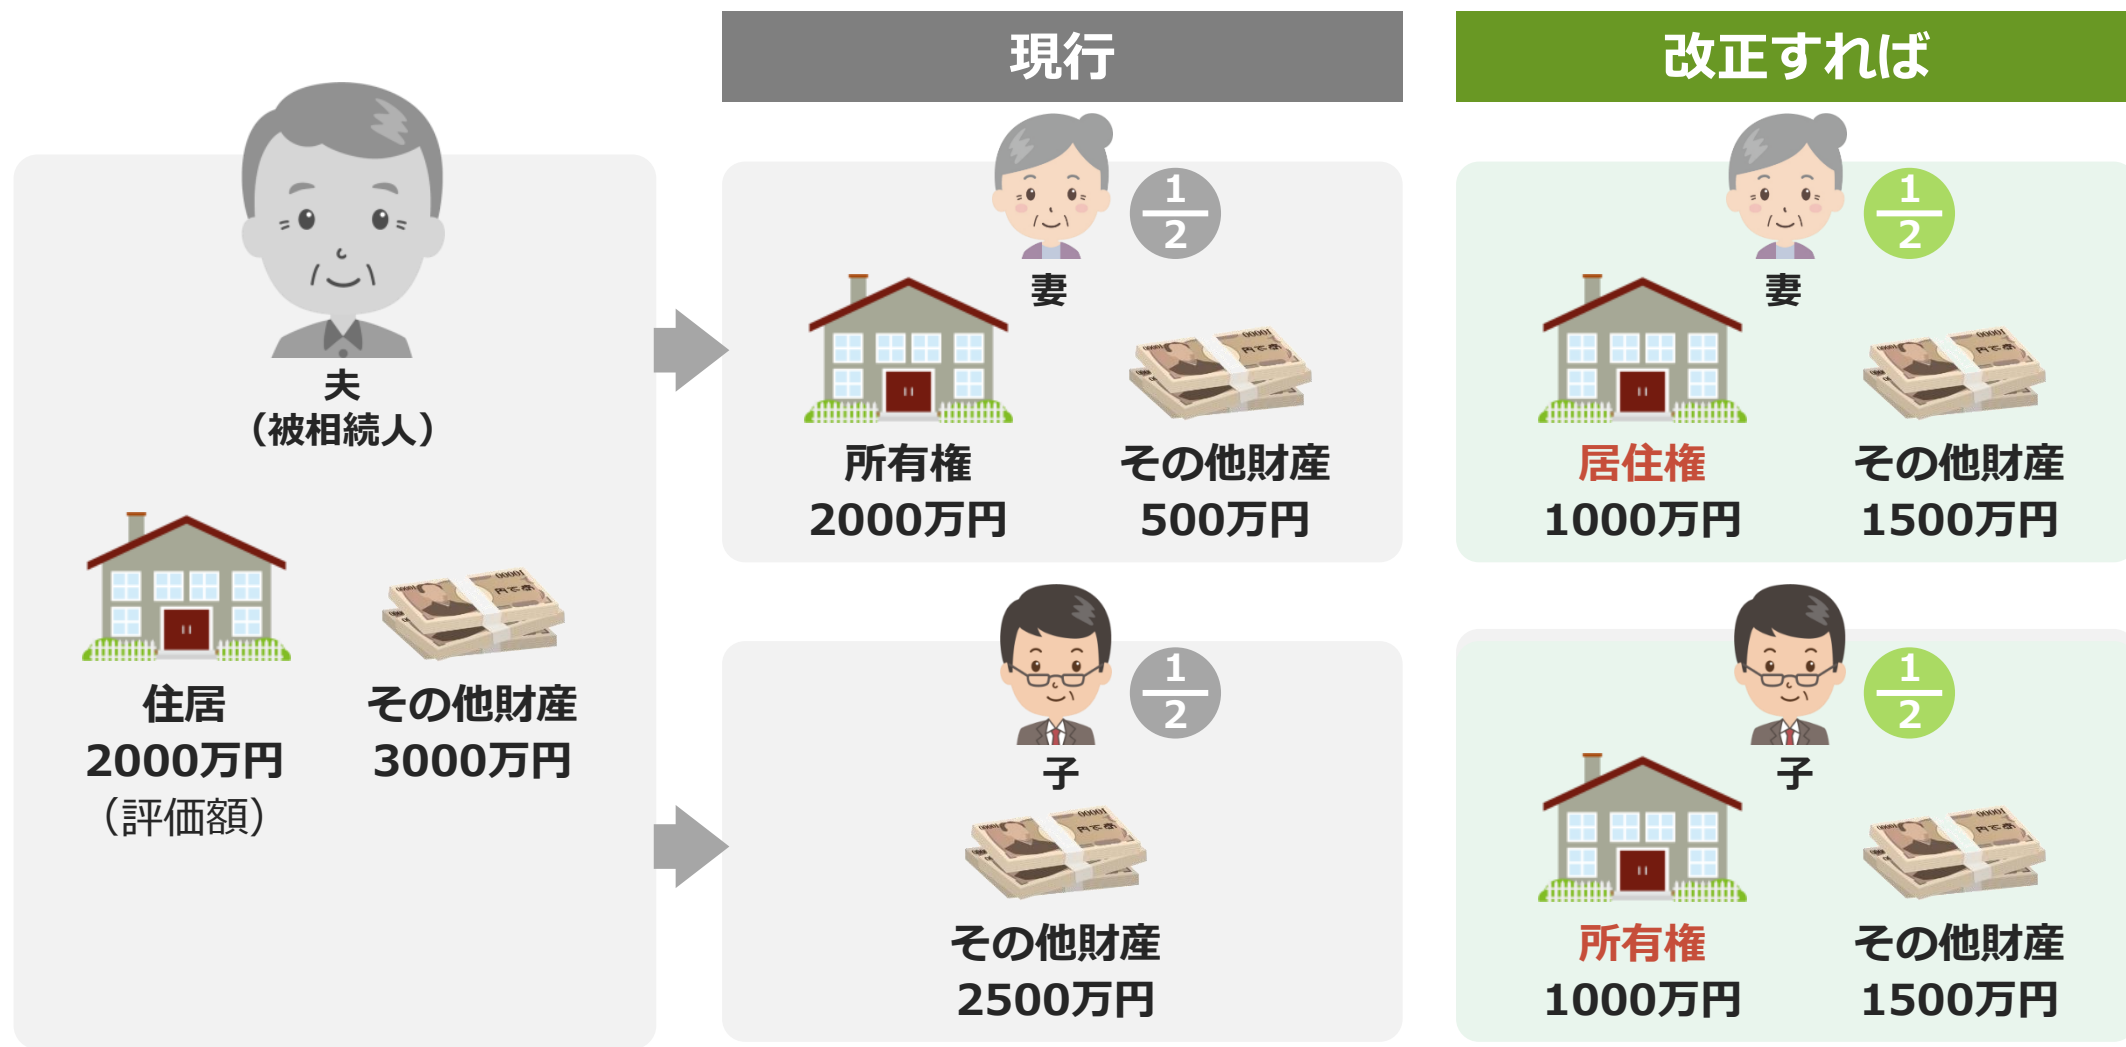 現行
改正すれば
夫
（被相続人）
住居
2000万円
（評価額）
その他財産
3000万円
1
2
妻
所有権
2000万円
その他財産
500万円
1
2
子
その他財産
2500万円
1
2
妻
居住権
1000万円
その他財産
1500万円
1
2
子
所有権
1000万円
その他財産
1500万円